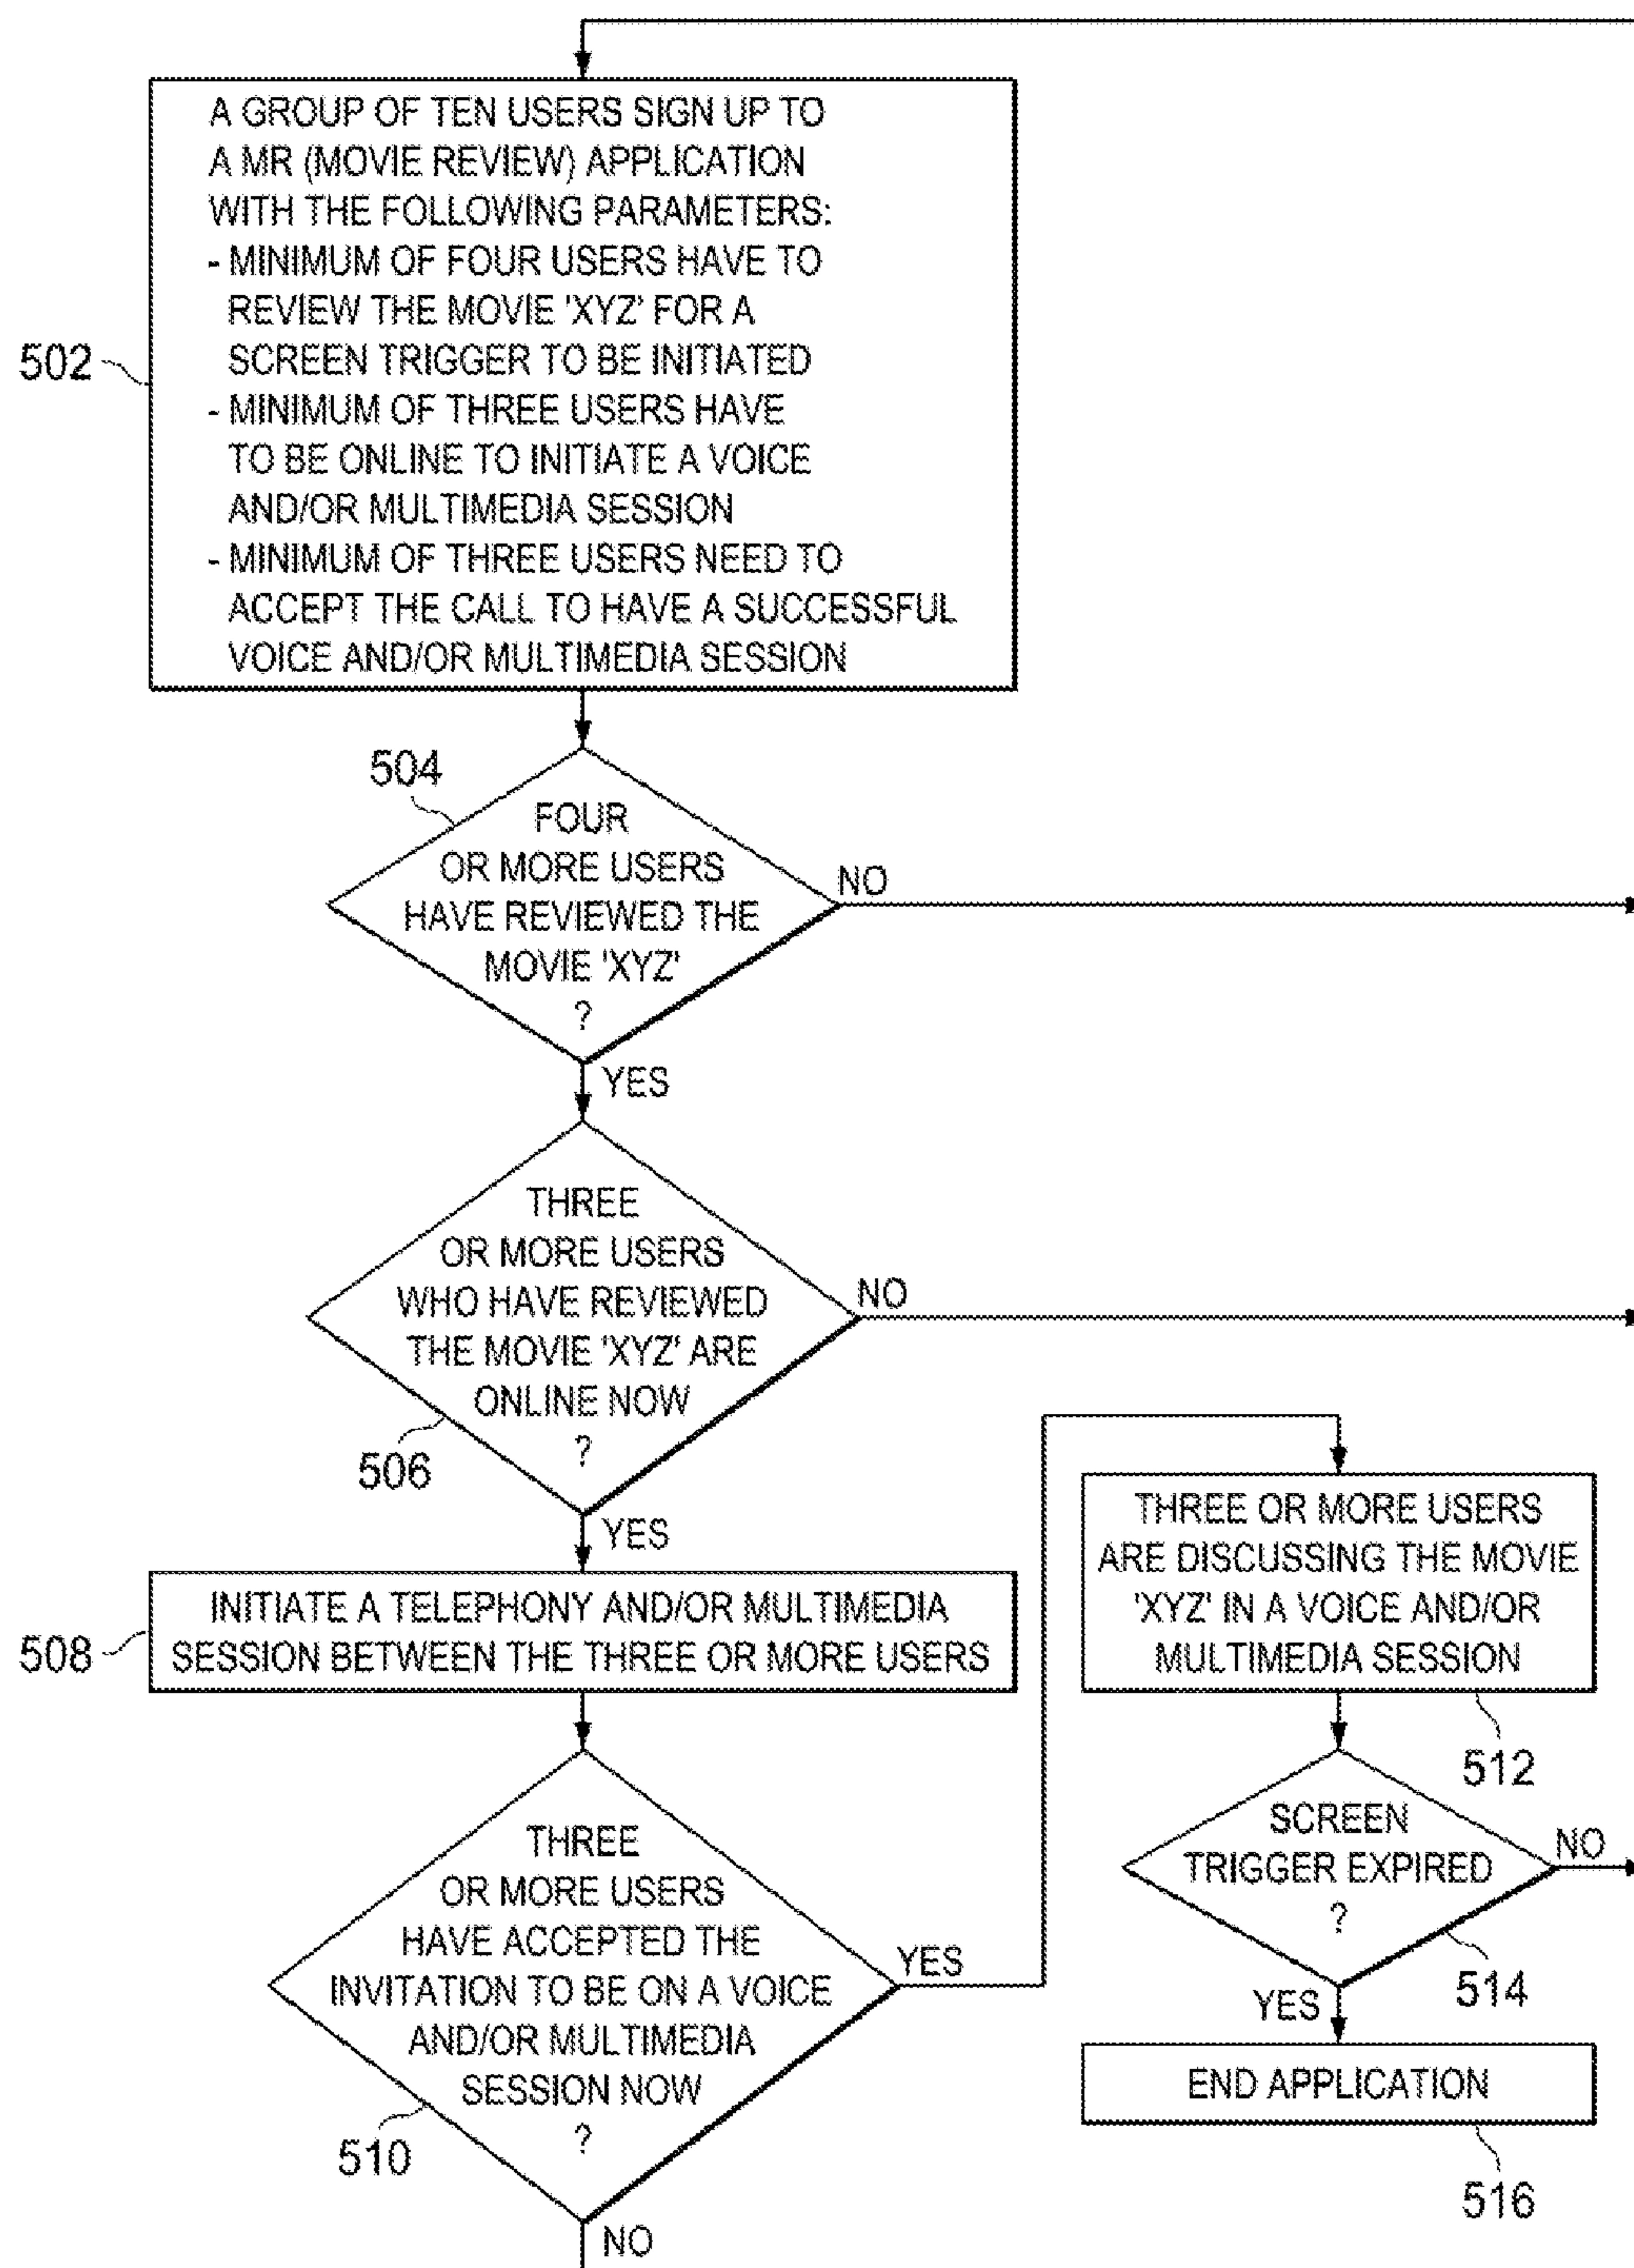 A GROUP OF TEN USERS SIGN UP TO
A MR (MOVIE REVIEW) APPLICATION
WITH THE FOLLOWING PARAMETERS:
- MINIMUM OF FOUR USERS HAVE TO
REVIEW THE MOVIE 'XYZ' FOR A
SCREEN TRIGGER TO BE INITIATED
- MINIMUM OF THREE USERS HAVE
TO BE ONLINE TO INITIATE A VOICE
AND/OR MULTIMEDIA SESSION
- MINIMUM OF THREE USERS NEED TO
ACCEPT THE CALL TO HAVE A SUCCESSFUL
VOICE AND/OR MULTIMEDIA SESSION
502
504
FOUR
OR MORE USERS
HAVE REVIEWED THE
MOVIE 'XYZ'
?
NO
YES
THREE
OR MORE USERS
WHO HAVE REVIEWED
THE MOVIE 'XYZ' ARE
ONLINE NOW
?
NO
506
YES
INITIATE A TELEPHONY AND/OR MULTIMEDIA
SESSION BETWEEN THE THREE OR MORE USERS
508
THREE
OR MORE USERS
HAVE ACCEPTED THE
INVITATION TO BE ON A VOICE
AND/OR MULTIMEDIA
SESSION NOW
?
YES
510
NO
THREE OR MORE USERS
ARE DISCUSSING THE MOVIE
'XYZ' IN A VOICE AND/OR
MULTIMEDIA SESSION
512
SCREEN
TRIGGER EXPIRED
?
NO
514
YES
END APPLICATION
516